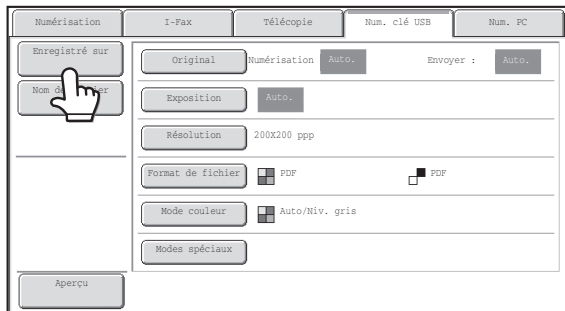 Numérisation
I-Fax
Télécopie
Num. clé USB
Num. PC
Enregistré sur
Original
Numérisation
Auto.
Envoyer :
Auto.
Exposition
Auto.
Résolution
200X200 ppp
Format de fichier
PDF
PDF
Mode couleur
Auto/Niv. gris
Modes spéciaux
Aperçu